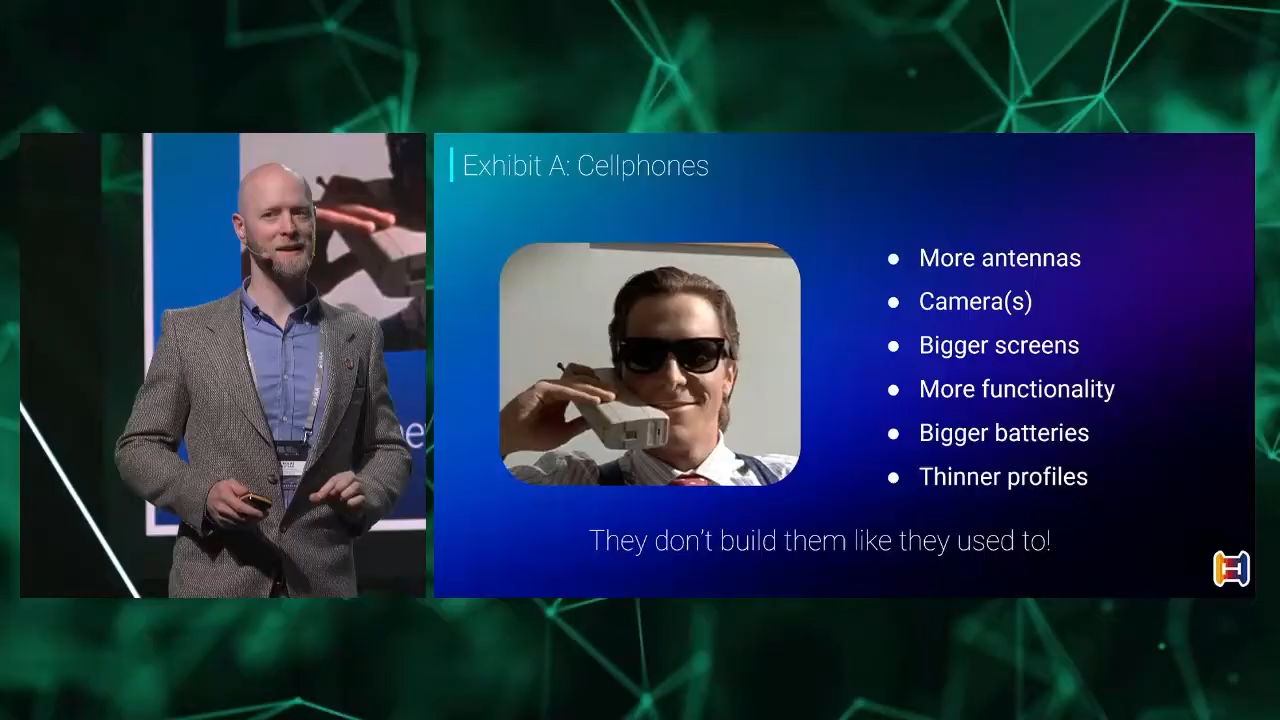 Exhibit A: Cellphones
● More antennas
● Camera(s)
● Bigger screens
● More functionality
● Bigger batteries
● Thinner profiles
They don't build them like they used to!